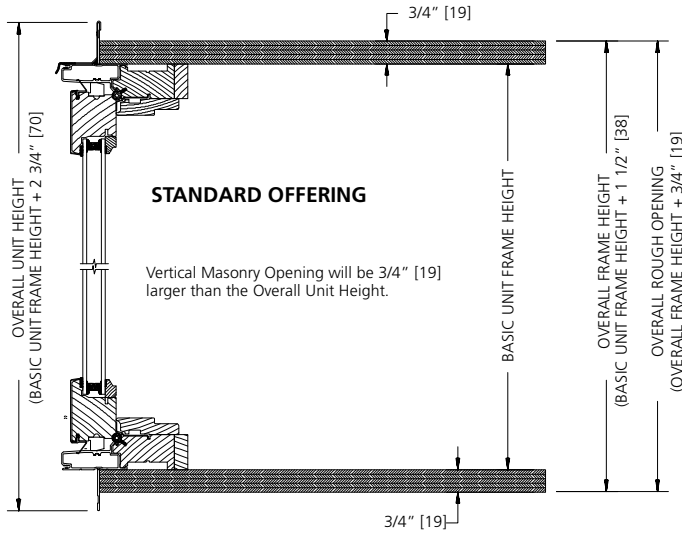 3/4" [19]
OVERALL UNIT HEIGHT
(BASIC UNIT FRAME HEIGHT + 2 3/4" [70)
STANDARD OFFERING
Vertical Masonry Opening will be 3/4" [19]
larger than the Overall Unit Height.
BASIC UNIT FRAME HEIGHT
OVERALL FRAME HEIGHT
(BASIC UNIT FRAME HEIGHT + 1 1/2" [38)
OVERALL ROUGH OPENING
(OVERALL FRAME HEIGHT + 3/4" [19]
3/4" [19]